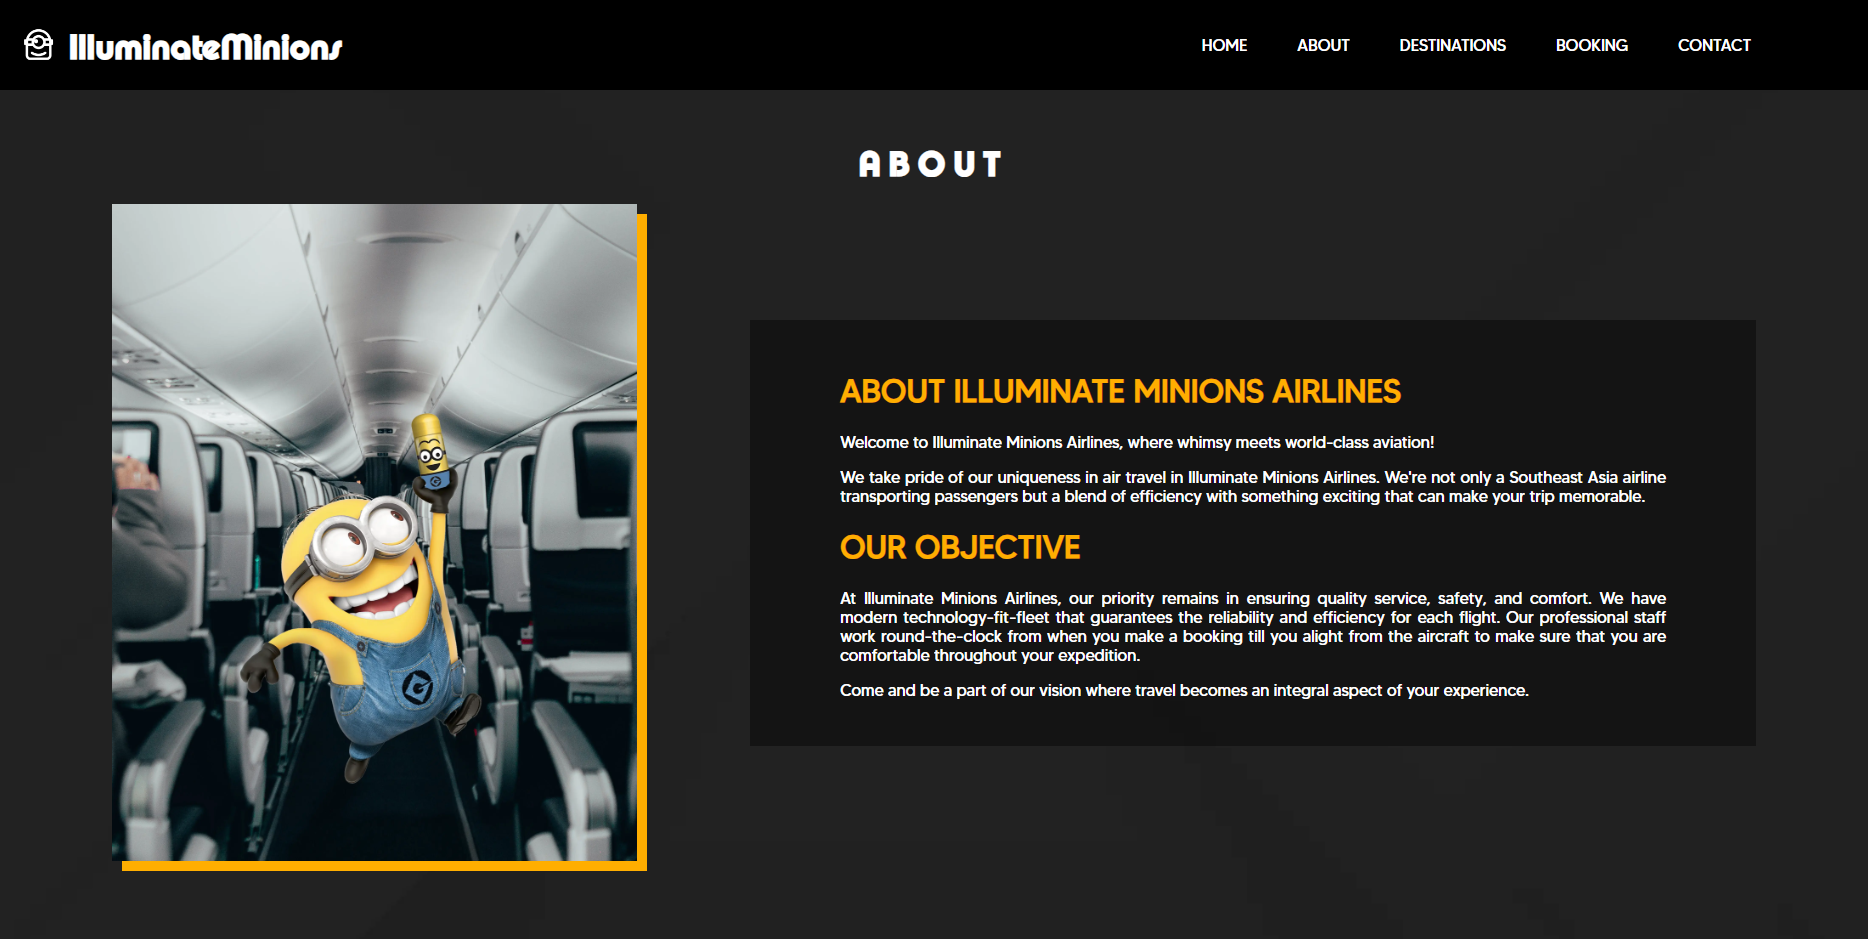 IlluminateMinions
HOME ABOUT DESTINATIONS BOOKING CONTACT
ABOUT
ABOUT ILLUMINATE MINIONS AIRLINES
Welcome to Illuminate Minions Airlines, where whimsy meets world-class aviation!
We take pride of our uniqueness in air travel in Illuminate Minions Airlines. We're not only a Southeast Asia airline
transporting passengers but a blend of efficiency with something exciting that can make your trip memorable.
OUR OBJECTIVE
At Illuminate Minions Airlines, our priority remains in ensuring quality service, safety, and comfort. We have
modern technology-fit-fleet that guarantees the reliability and efficiency for each flight. Our professional staff
work round-the-clock from when you make a booking till you alight from the aircraft to make sure that you are
comfortable throughout your expedition.
Come and be a part of our vision where travel becomes an integral aspect of your experience.